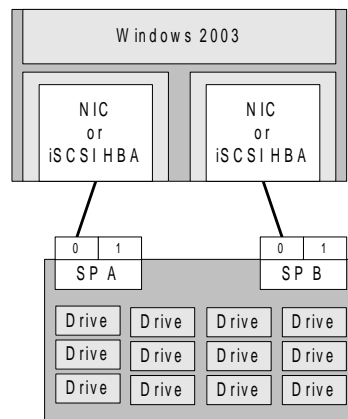 Windows 2003
NIC
or
iSCSI HBA
NIC
or
iSCSI HBA
0 1
0 1
SP A
SP B
Drive Drive Drive Drive
Drive Drive Drive Drive
Drive Drive Drive Drive